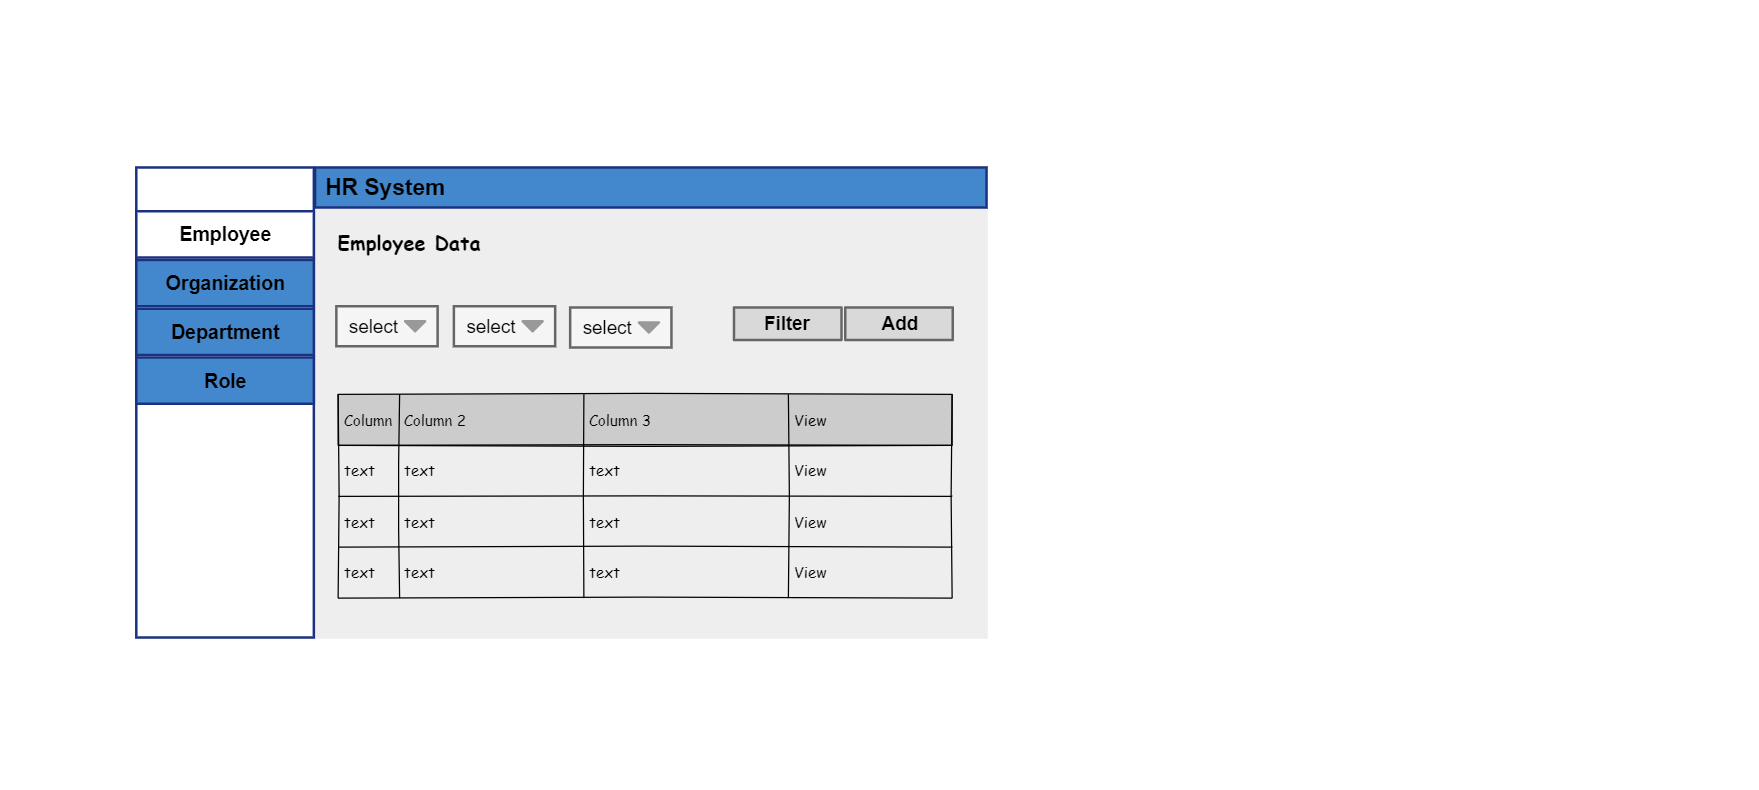 HR System
Employee
Organization
Department
Role
Employee Data
select select select Filter Add
Column Column 2 Column 3 View
text text text View
text text text View
text text text View